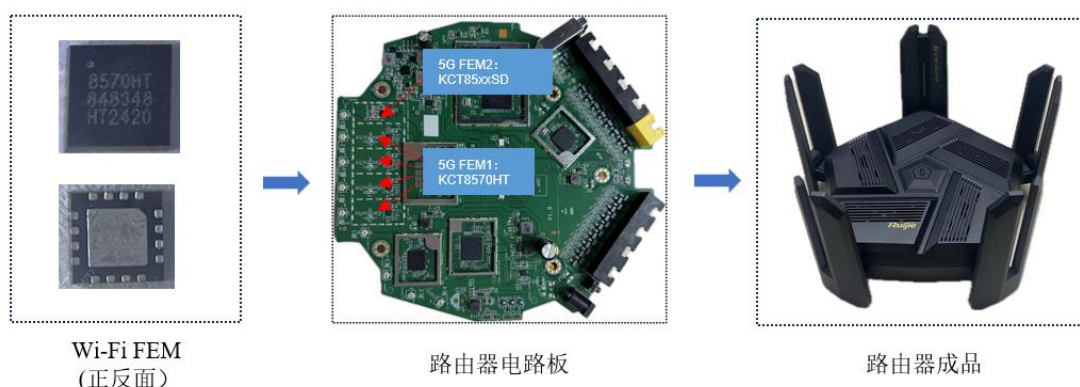 8570HT
848348
HT2420
5G FEM2：
KCT85xxSD
5G FEM1：
KCT8570HT
Ruijie
Wi-Fi FEM
(正反面）
路由器电路板
路由器成品